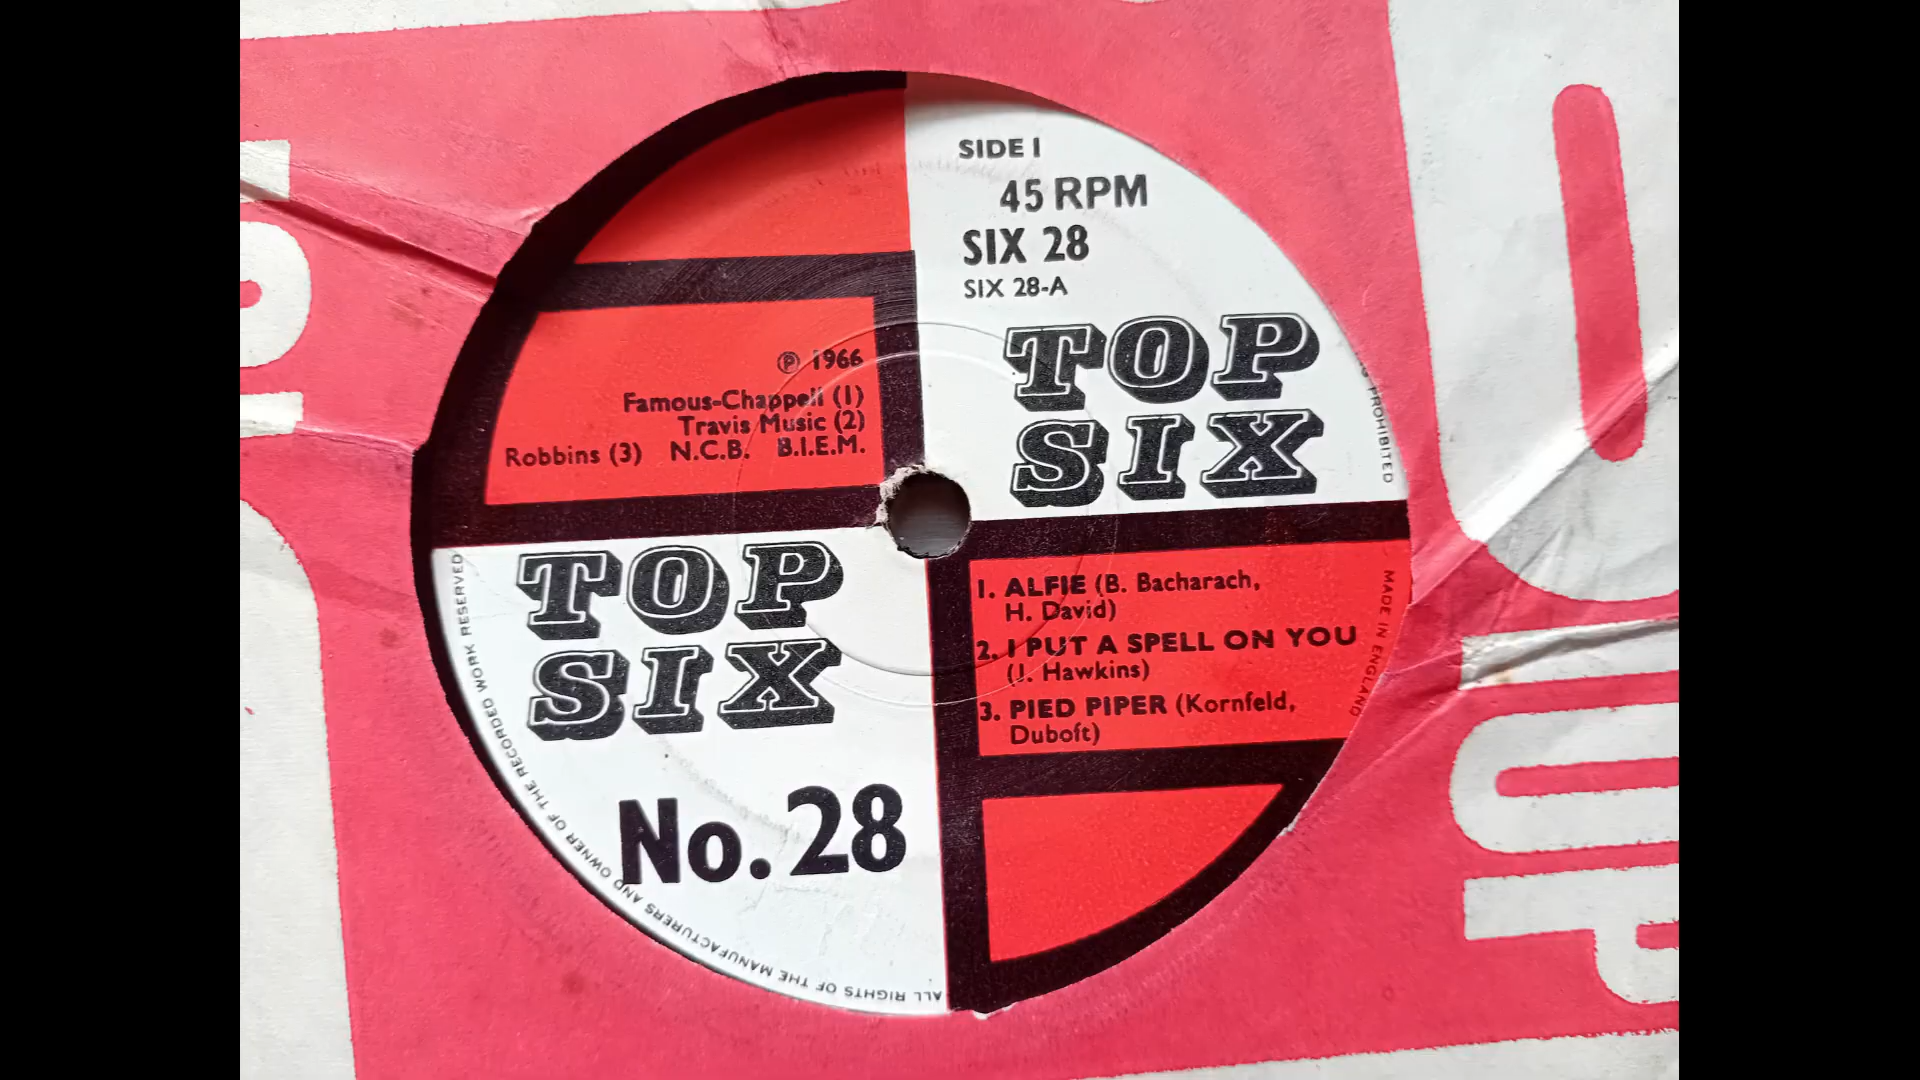 SIDE 1
45 RPM
SIX 28
SIX 28-A
TOP
SIX
℗ 1966
Famous-Chappell (1)
Travis Music (2)
Robbins (3) N.C.B. B.I.E.M.
TOP
SIX
No. 28
1. ALFIE (B. Bacharach,
H. David)
2. I PUT A SPELL ON YOU
(J. Hawkins)
3. PIED PIPER (Kornfeld,
Duboft)
ALL RIGHTS OF THE MANUFACTURERS AND OWNER OF THE RECORDED WORK RESERVED
PROHIBITED
MADE IN ENGLAND